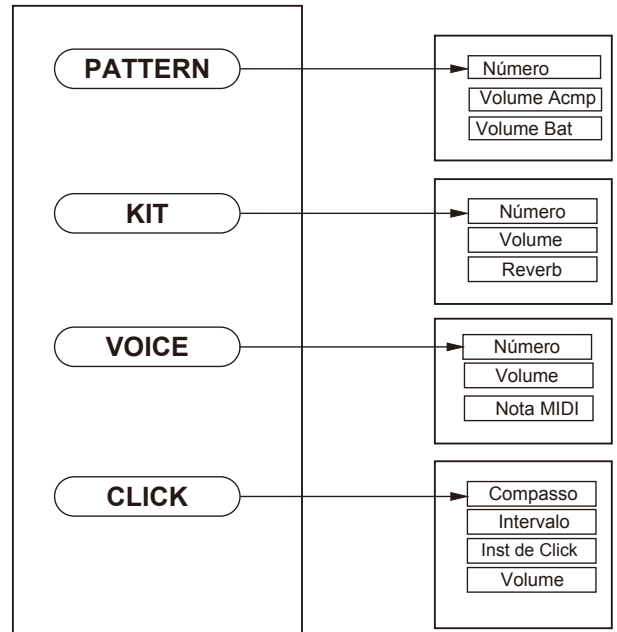 PATTERN
Número
Volume Acmp
Volume Bat
KIT
Número
Volume
Reverb
VOICE
Número
Volume
Nota MIDI
CLICK
Compasso
Intervalo
Inst de Click
Volume